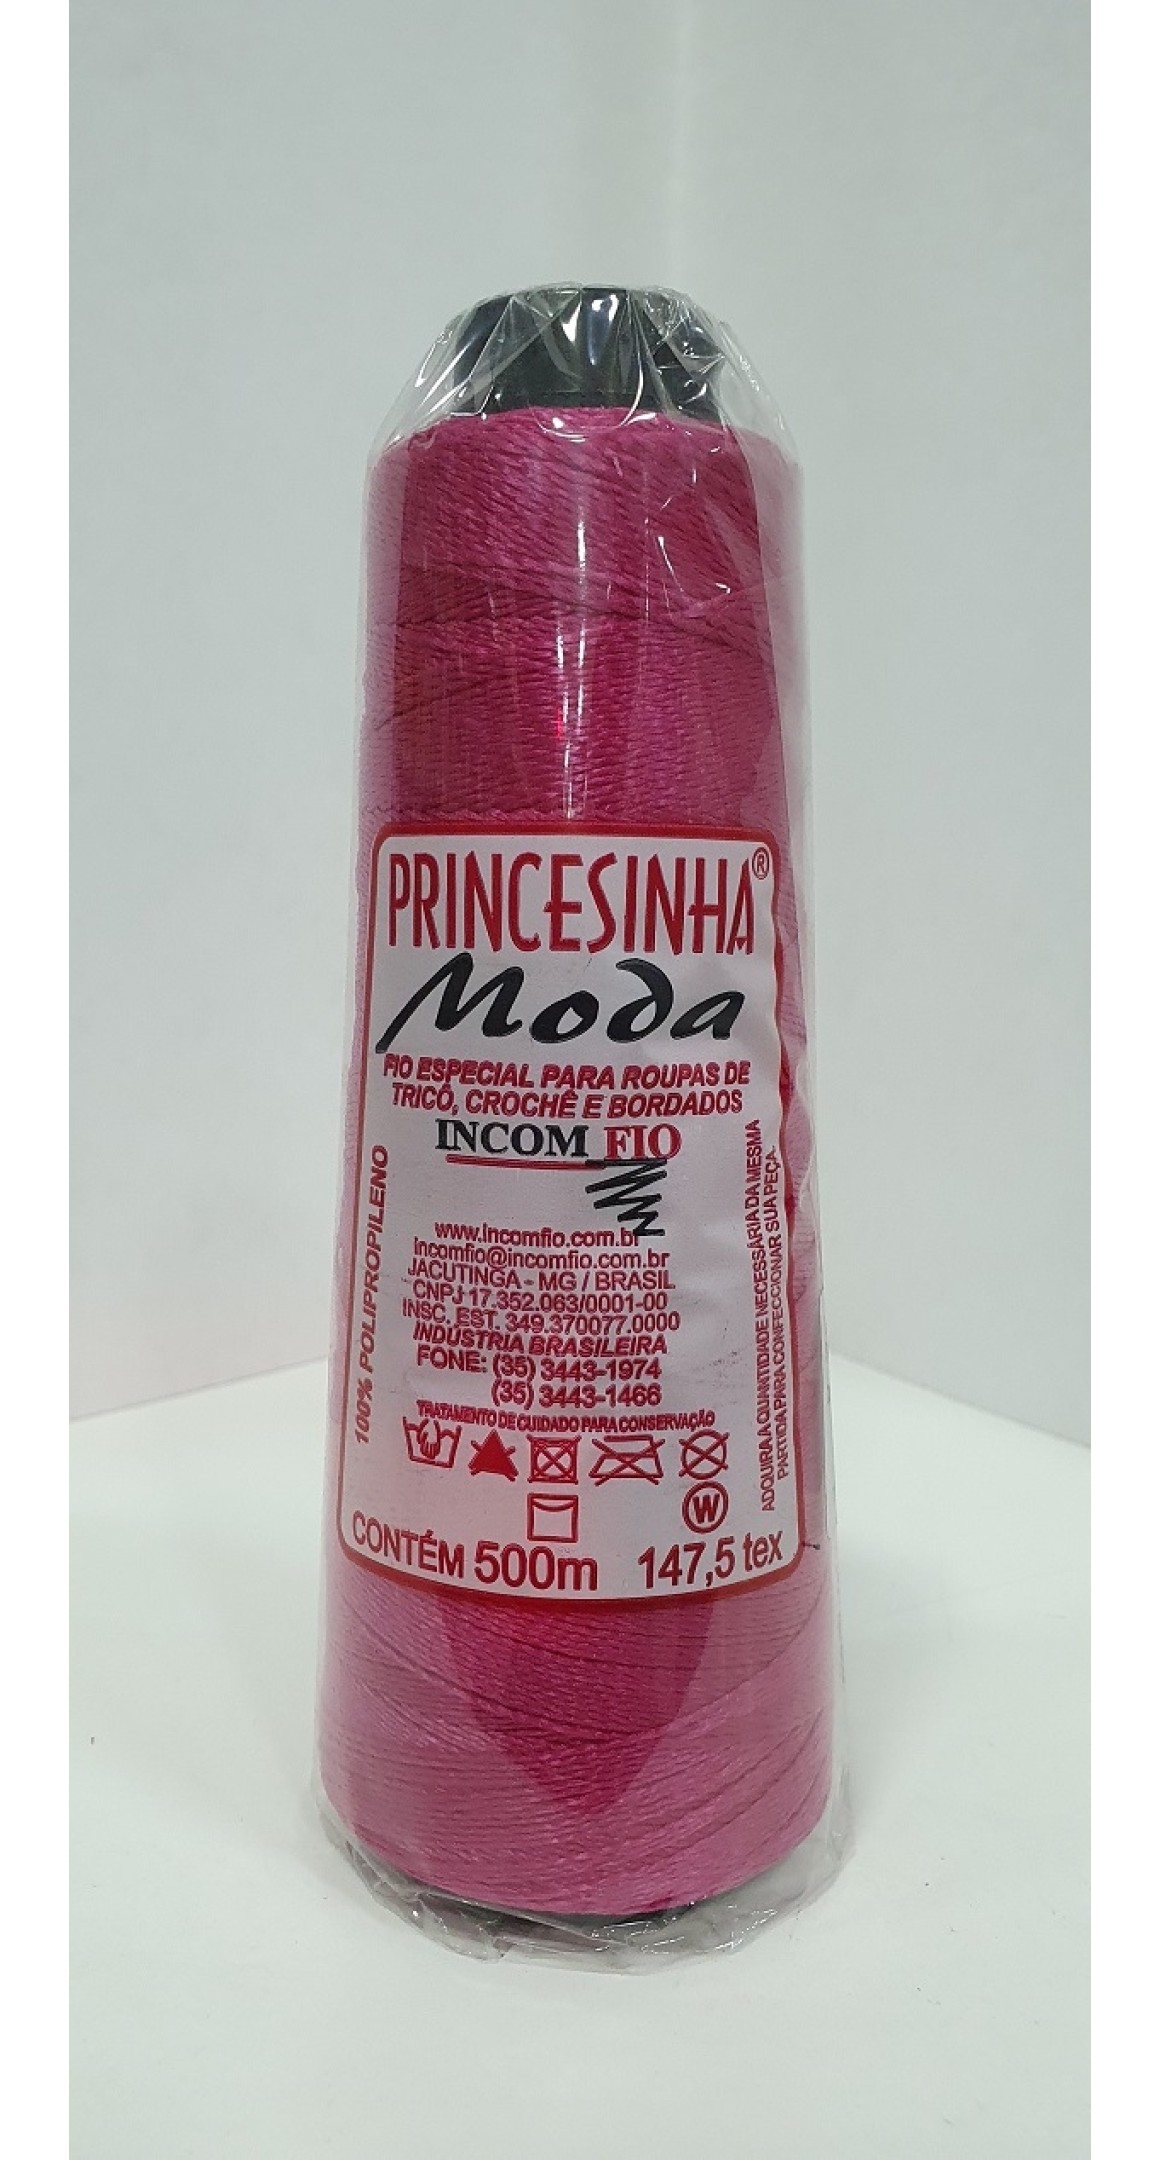 PRINCESINHA®
Moda
FIO ESPECIAL PARA ROUPAS DE
TRICÔ, CROCHÊ E BORDADOS
INCOM FIO
www.incomfio.com.br
incomfio@incomfio.com.br
JACUTINGA - MG / BRASIL
CNPJ 17.352.063/0001-00
INSC. EST. 349.370077.0000
INDÚSTRIA BRASILEIRA
FONE: (35) 3443-1974
(35) 3443-1466
TRATAMENTO DE CUIDADO PARA CONSERVAÇÃO
W
CONTÉM 500m 147,5 tex
100% POLIPROPILENO
ADQUIRA A QUANTIDADE NECESSÁRIA DA MESMA
PARTIDA PARA CONFECCIONAR SUA PEÇA.